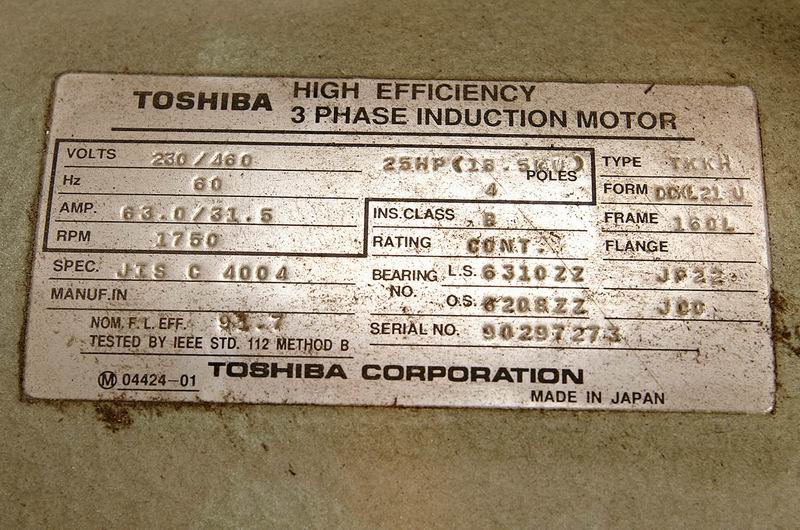 TOSHIBA HIGH EFFICIENCY
3 PHASE INDUCTION MOTOR
VOLTS 230/460 25HP(18.5KW) TYPE TKKH
Hz 60 4 POLES FORM
AMP. 63.0/31.5 INS.CLASS B FRAME 160L
RPM 1750 RATING CONT. FLANGE
SPEC. JIS C 4004 BEARING NO. L.S. 6310ZZ
MANUF.IN O.S. 6208ZZ
NOM. F. L. EFF. 91.7 SERIAL NO. 90297273
TESTED BY IEEE STD. 112 METHOD B
M 04424-01 TOSHIBA CORPORATION
MADE IN JAPAN